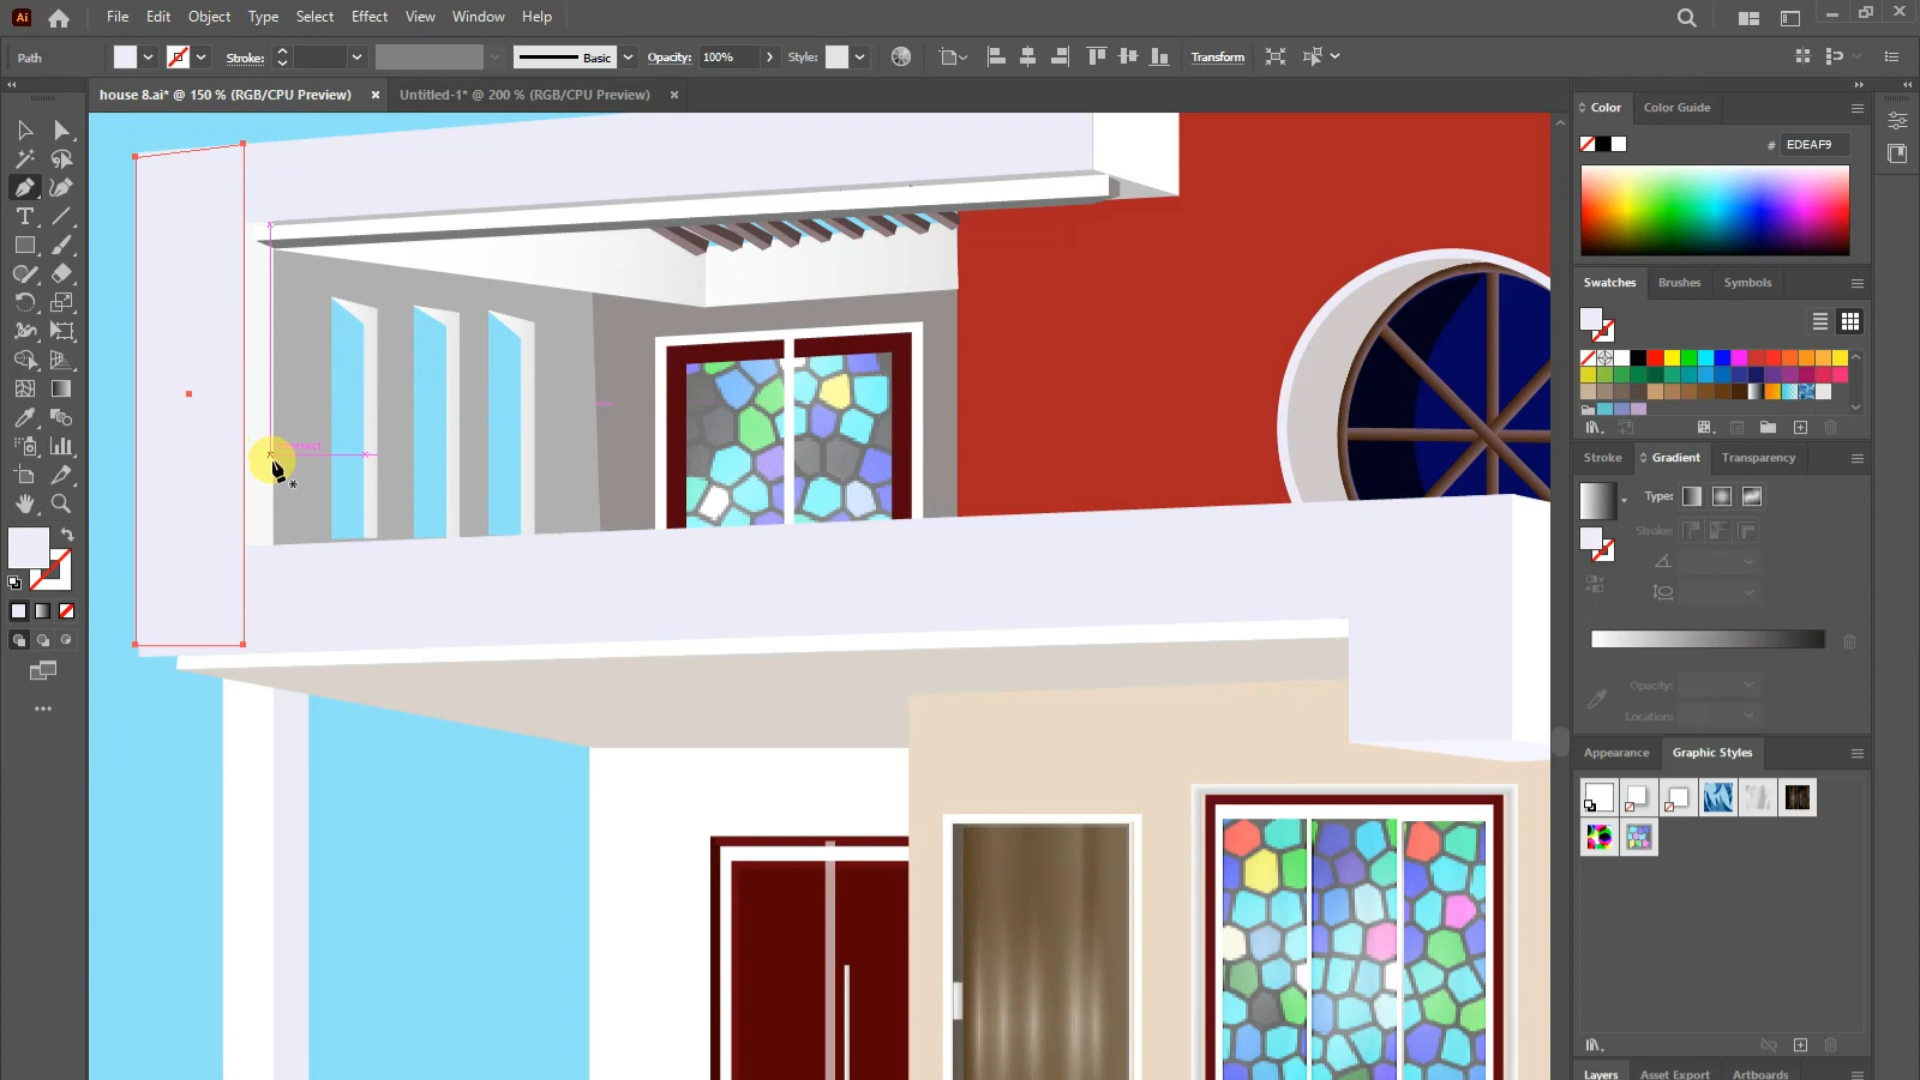 Ai File Edit Object Type Select Effect View Window Help
Path Stroke: Basic Opacity: 100% Style: Transform
house 8.ai* @ 150 % (RGB/CPU Preview) Untitled-1* @ 200 % (RGB/CPU Preview)
Color Color Guide
# EDEAF9
Swatches Brushes Symbols
Stroke Gradient Transparency
Type:
Stroke:
Opacity:
Location:
Appearance Graphic Styles
Layers Asset Export Artboards